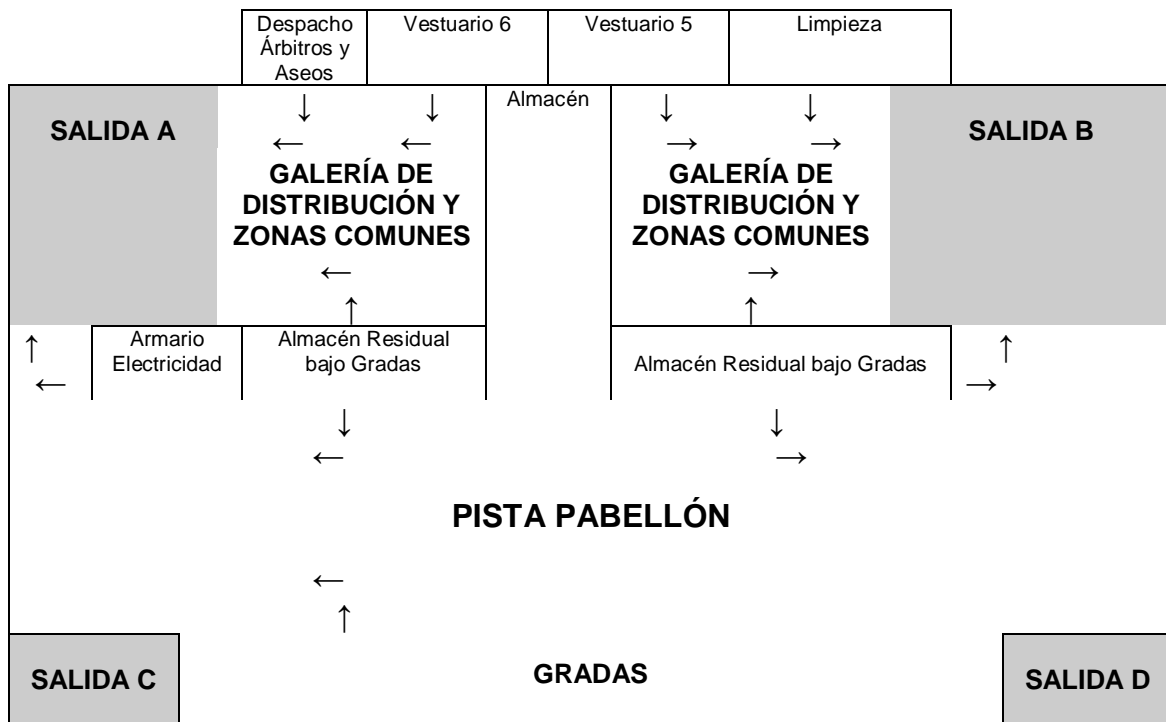 Despacho
Árbitros y
Aseos
Vestuario 6
Vestuario 5
Limpieza
SALIDA A
↓ ↓
← ←
GALERÍA DE
DISTRIBUCIÓN Y
ZONAS COMUNES
←
↑
Almacén
↓ ↓
→ →
GALERÍA DE
DISTRIBUCIÓN Y
ZONAS COMUNES
→
↑
SALIDA B
↑
←
Armario
Electricidad
Almacén Residual
bajo Gradas
Almacén Residual bajo Gradas
↑
→
↓ ↓
← →
PISTA PABELLÓN
←
↑
SALIDA C
GRADAS
SALIDA D